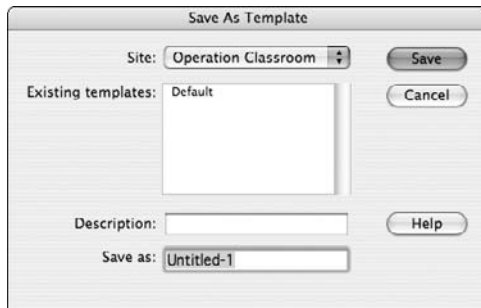 Save As Template
Site: Operation Classroom Save
Existing templates: Default Cancel
Description: Help
Save as: Untitled-1